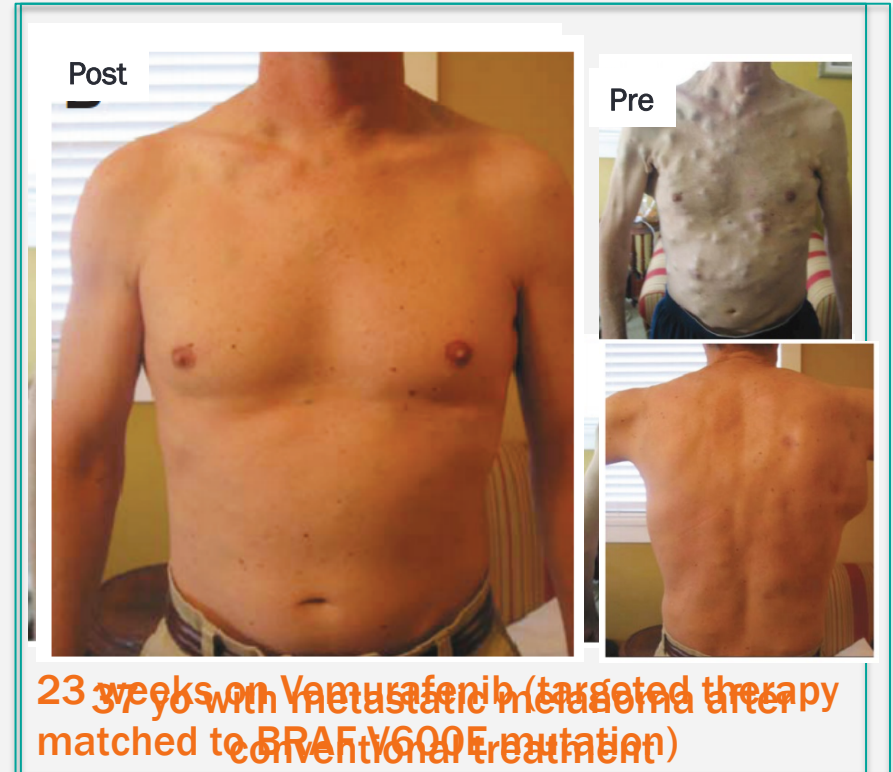 Post
Pre
23 weeks on Vemurafenib (targeted therapy
matched to BRAF V600E mutation)
37 yo with metastatic melanoma after
conventional treatment